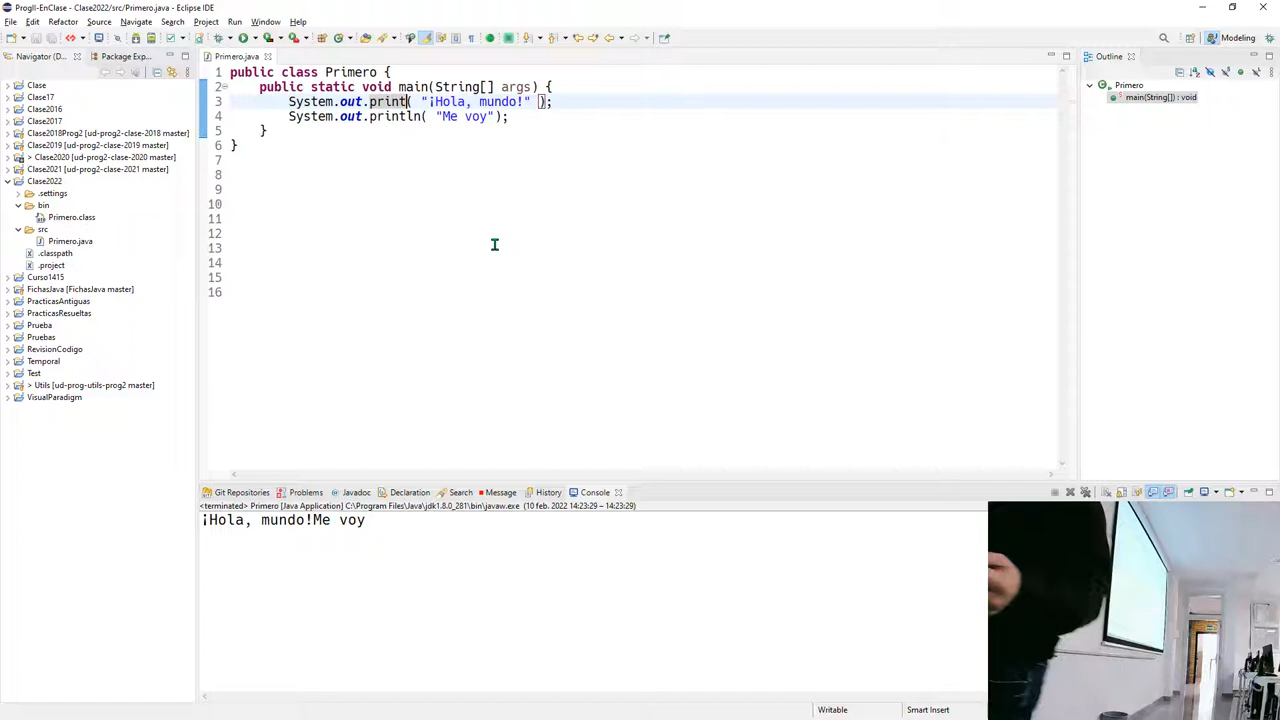 ProgII-EnClase - Clase2022/src/Primero.java - Eclipse IDE
File Edit Refactor Source Navigate Search Project Run Window Help
Modeling
Navigator (D...
Package Exp...
Primero.java
Outline
Clase
Clase17
Curso2016
Curso2017
Clase2018Prog2 [ud-prog2-clase-2018 master]
Clase2019 [ud-prog2-clase-2019 master]
> Clase2020 [ud-prog2-clase-2020 master]
Clase2021 [ud-prog2-clase-2021 master]
Clase2022
.settings
bin
Primero.class
src
Primero.java
.classpath
.project
Curso1415
FichasJava [FichasJava master]
PracticasAntiguas
PracticasResueltas
Prueba
Pruebas
RevisionCodigo
Temporal
Test
> Utils [ud-prog-utils-prog2 master]
VisualParadigm
1 public class Primero {
2 public static void main(String[] args) {
3 System.out.print( "¡Hola, mundo!" );
4 System.out.println( "Me voy");
5 }
6 }
7
8
9
10
11
12
13
14
15
16
Primero
main(String[]) : void
Git Repositories Problems Javadoc Declaration Search Message History Console
<terminated> Primero [Java Application] C:\Program Files\Java\jdk1.8.0_281\bin\javaw.exe (10 feb. 2022 14:23:29 – 14:23:29)
¡Hola, mundo!Me voy
Writable
Smart Insert